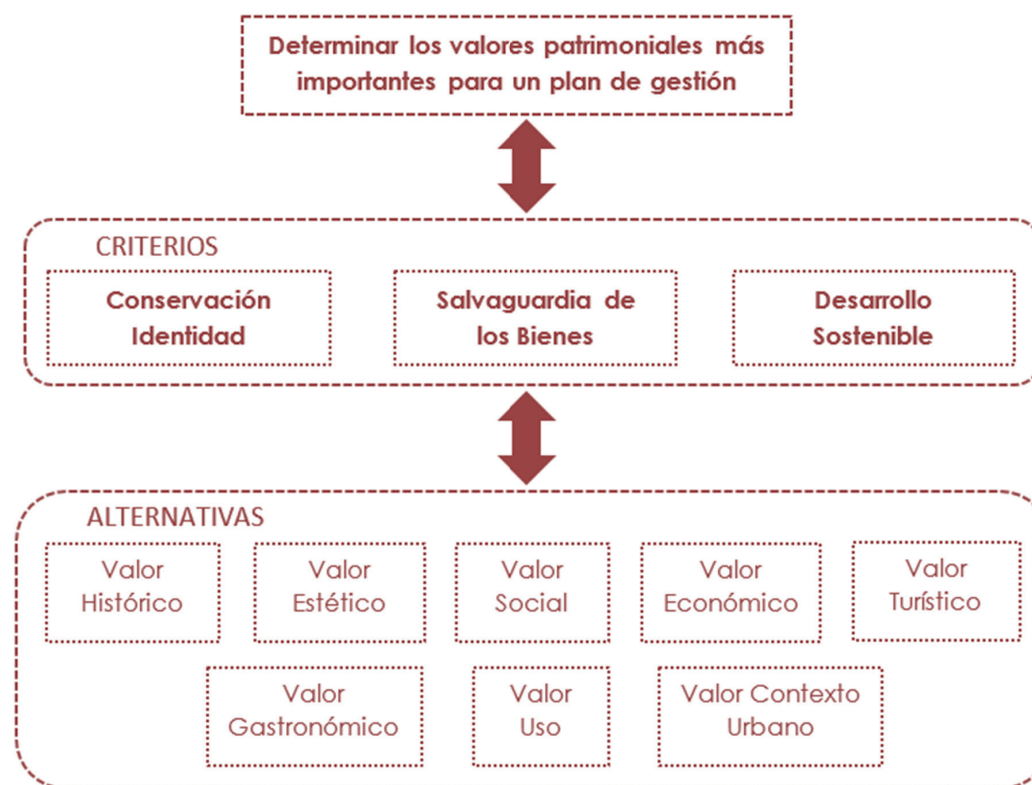 Determinar los valores patrimoniales más
importantes para un plan de gestión
CRITERIOS
Conservación
Identidad
Salvaguardia de
los Bienes
Desarrollo
Sostenible
ALTERNATIVAS
Valor
Histórico
Valor
Estético
Valor
Social
Valor
Económico
Valor
Turístico
Valor
Gastronómico
Valor
Uso
Valor Contexto
Urbano